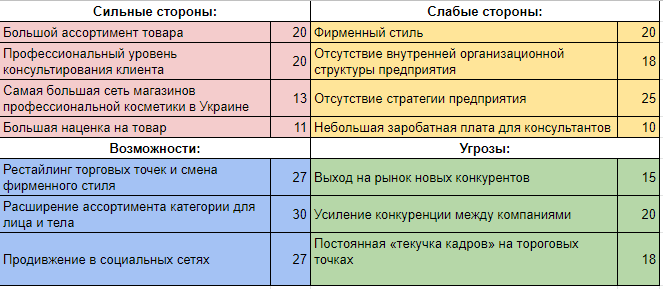 Сильные стороны:
Слабые стороны:
Большой ассортимент товара 20
Фирменный стиль 20
Профессиональный уровень
консультирования клиента 20
Отсутствие внутренней организационной
структуры предприятия 18
Самая большая сеть магазинов
профессиональной косметики в Украине 13
Отсутствие стратегии предприятия 25
Большая наценка на товар 11
Небольшая заробатная плата для консультантов 10
Возможности:
Угрозы:
Рестайлинг торговых точек и смена
фирменного стиля 27
Выход на рынок новых конкурентов 15
Расширение ассортимента категории для
лица и тела 30
Усиление конкуренции между компаниями 20
Продивжение в социальных сетях 27
Постоянная «текучка кадров» на тороговых
точках 18